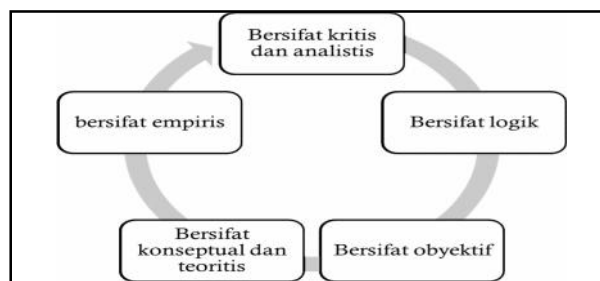 Bersifat kritis
dan analistis
Bersifat logik
Bersifat obyektif
Bersifat
konseptual dan
teoritis
bersifat empiris